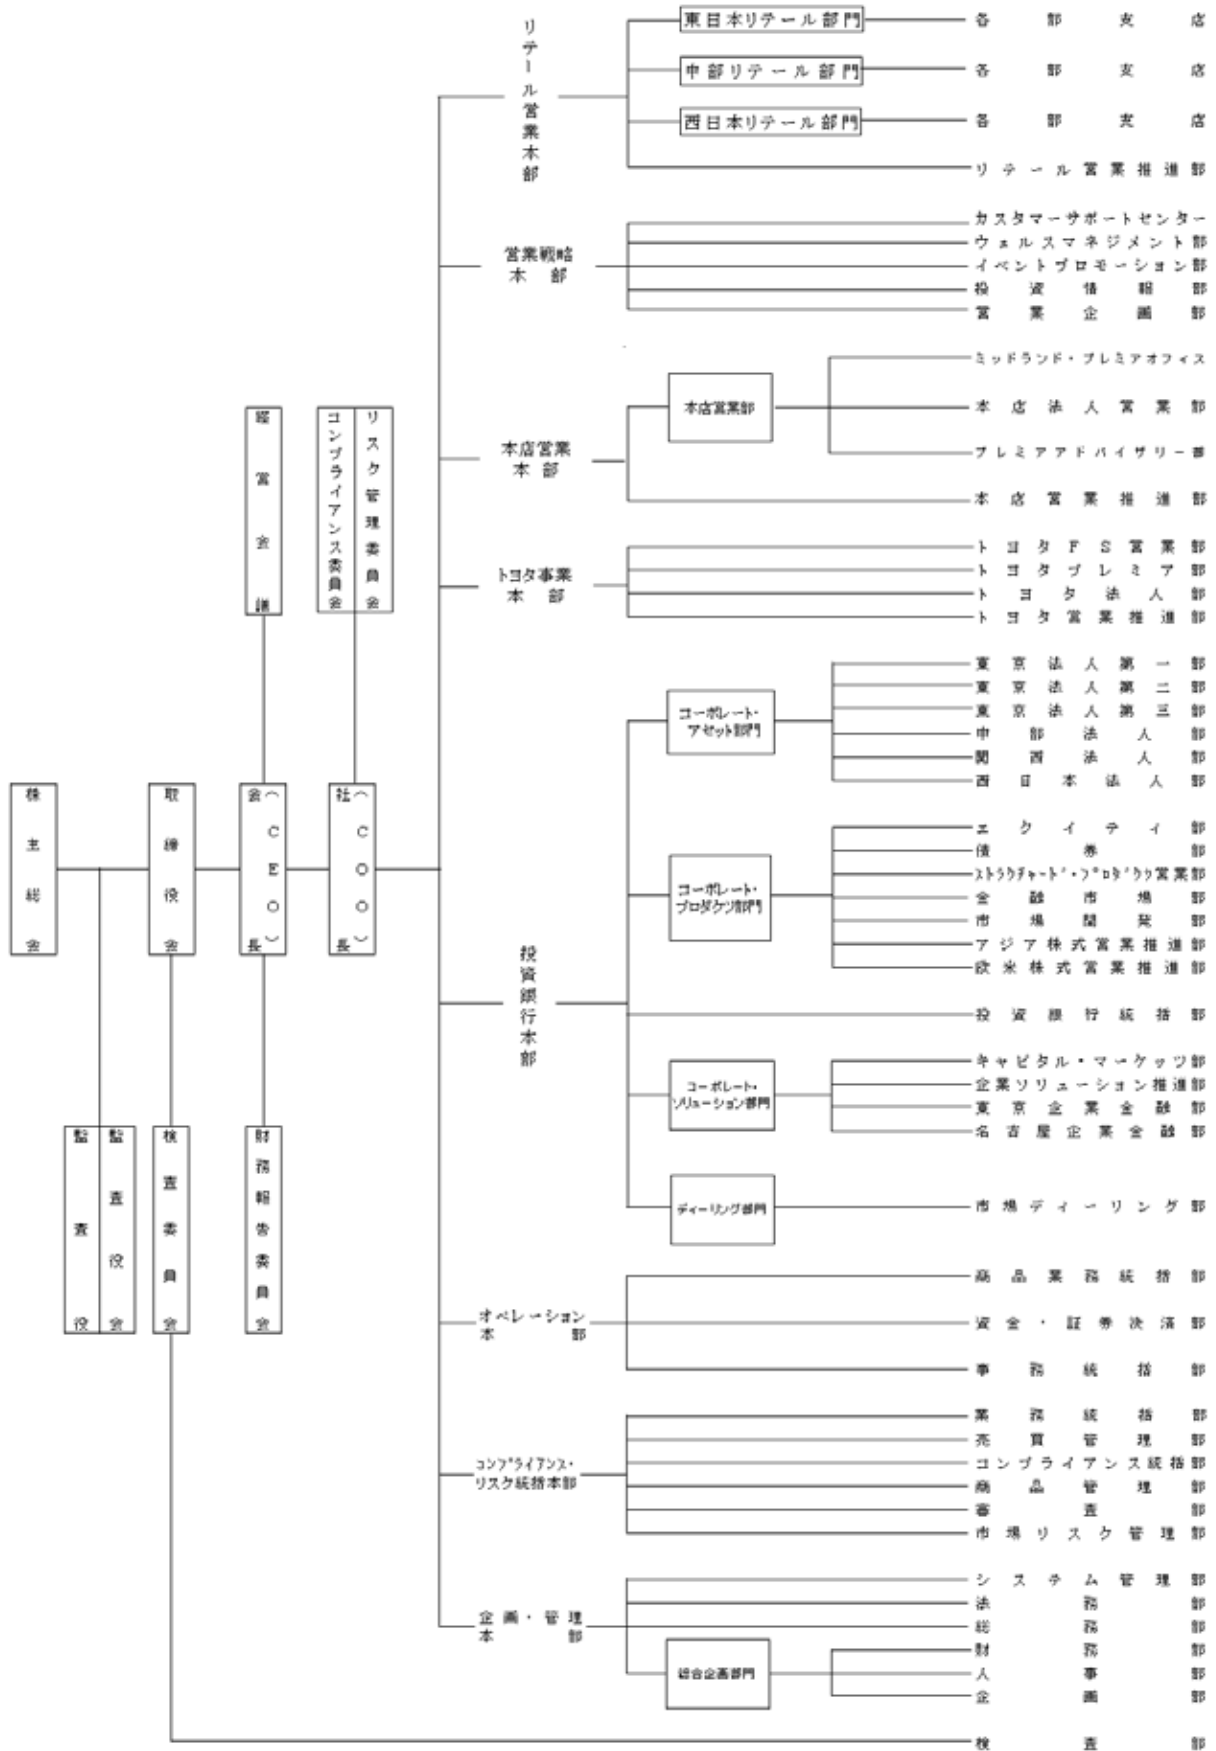 株主総会
監査役
監査役会
取締役会
検査委員会
会長（CEO）
経営会議
財務報告委員会
社長（COO）
コンプライアンス委員会
リスク管理委員会
リテール営業本部
東日本リテール部門
各部支店
中部リテール部門
各部支店
西日本リテール部門
各部支店
リテール営業推進部
営業戦略
本部
カスタマーサポートセンター
ウェルスマネジメント部
イベントプロモーション部
投資情報部
営業企画部
本店営業
本部
本店営業部
ミッドランド・プレミアオフィス
本店法人営業部
プレミアアドバイザリー部
本店営業推進部
トヨタ事業
本部
トヨタFS営業部
トヨタプレミア部
トヨタ法人部
トヨタ営業推進部
投資銀行本部
コーポレート・
アセット部門
東京法人第一部
東京法人第二部
東京法人第三部
中部法人部
関西法人部
西日本法人部
コーポレート・
プロダクツ部門
エクイティ部
債券部
ストラクチャード・プロダクツ営業部
金融市場部
市場開発部
アジア株式営業推進部
欧米株式営業推進部
投資銀行統括部
コーポレート・
ソリューション部門
キャピタル・マーケッツ部
企業ソリューション推進部
東京企業金融部
名古屋企業金融部
ディーリング部門
市場ディーリング部
オペレーション
本部
商品業務統括部
資金・証券決済部
事務統括部
コンプライアンス・
リスク統括本部
業務統括部
売買管理部
コンプライアンス統括部
商品管理部
審査部
市場リスク管理部
企画・管理
本部
システム管理部
法務部
総務部
総合企画部門
財務部
人事部
企画部
検査部